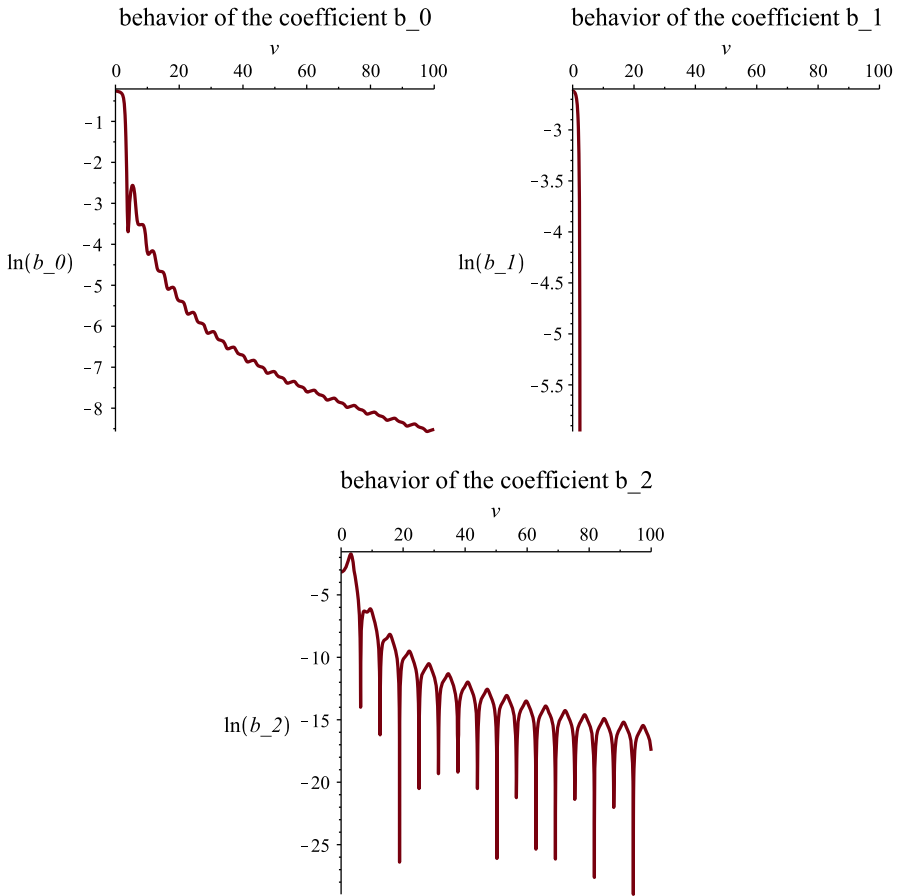 behavior of the coefficient b_0
v
0 20 40 60 80 100
-1
-2
-3
-4
ln(b_0)
-5
-6
-7
-8
behavior of the coefficient b_1
v
0 20 40 60 80 100
-3
-3.5
-4
ln(b_1)
-4.5
-5
-5.5
behavior of the coefficient b_2
v
0 20 40 60 80 100
-5
-10
-15
ln(b_2)
-20
-25